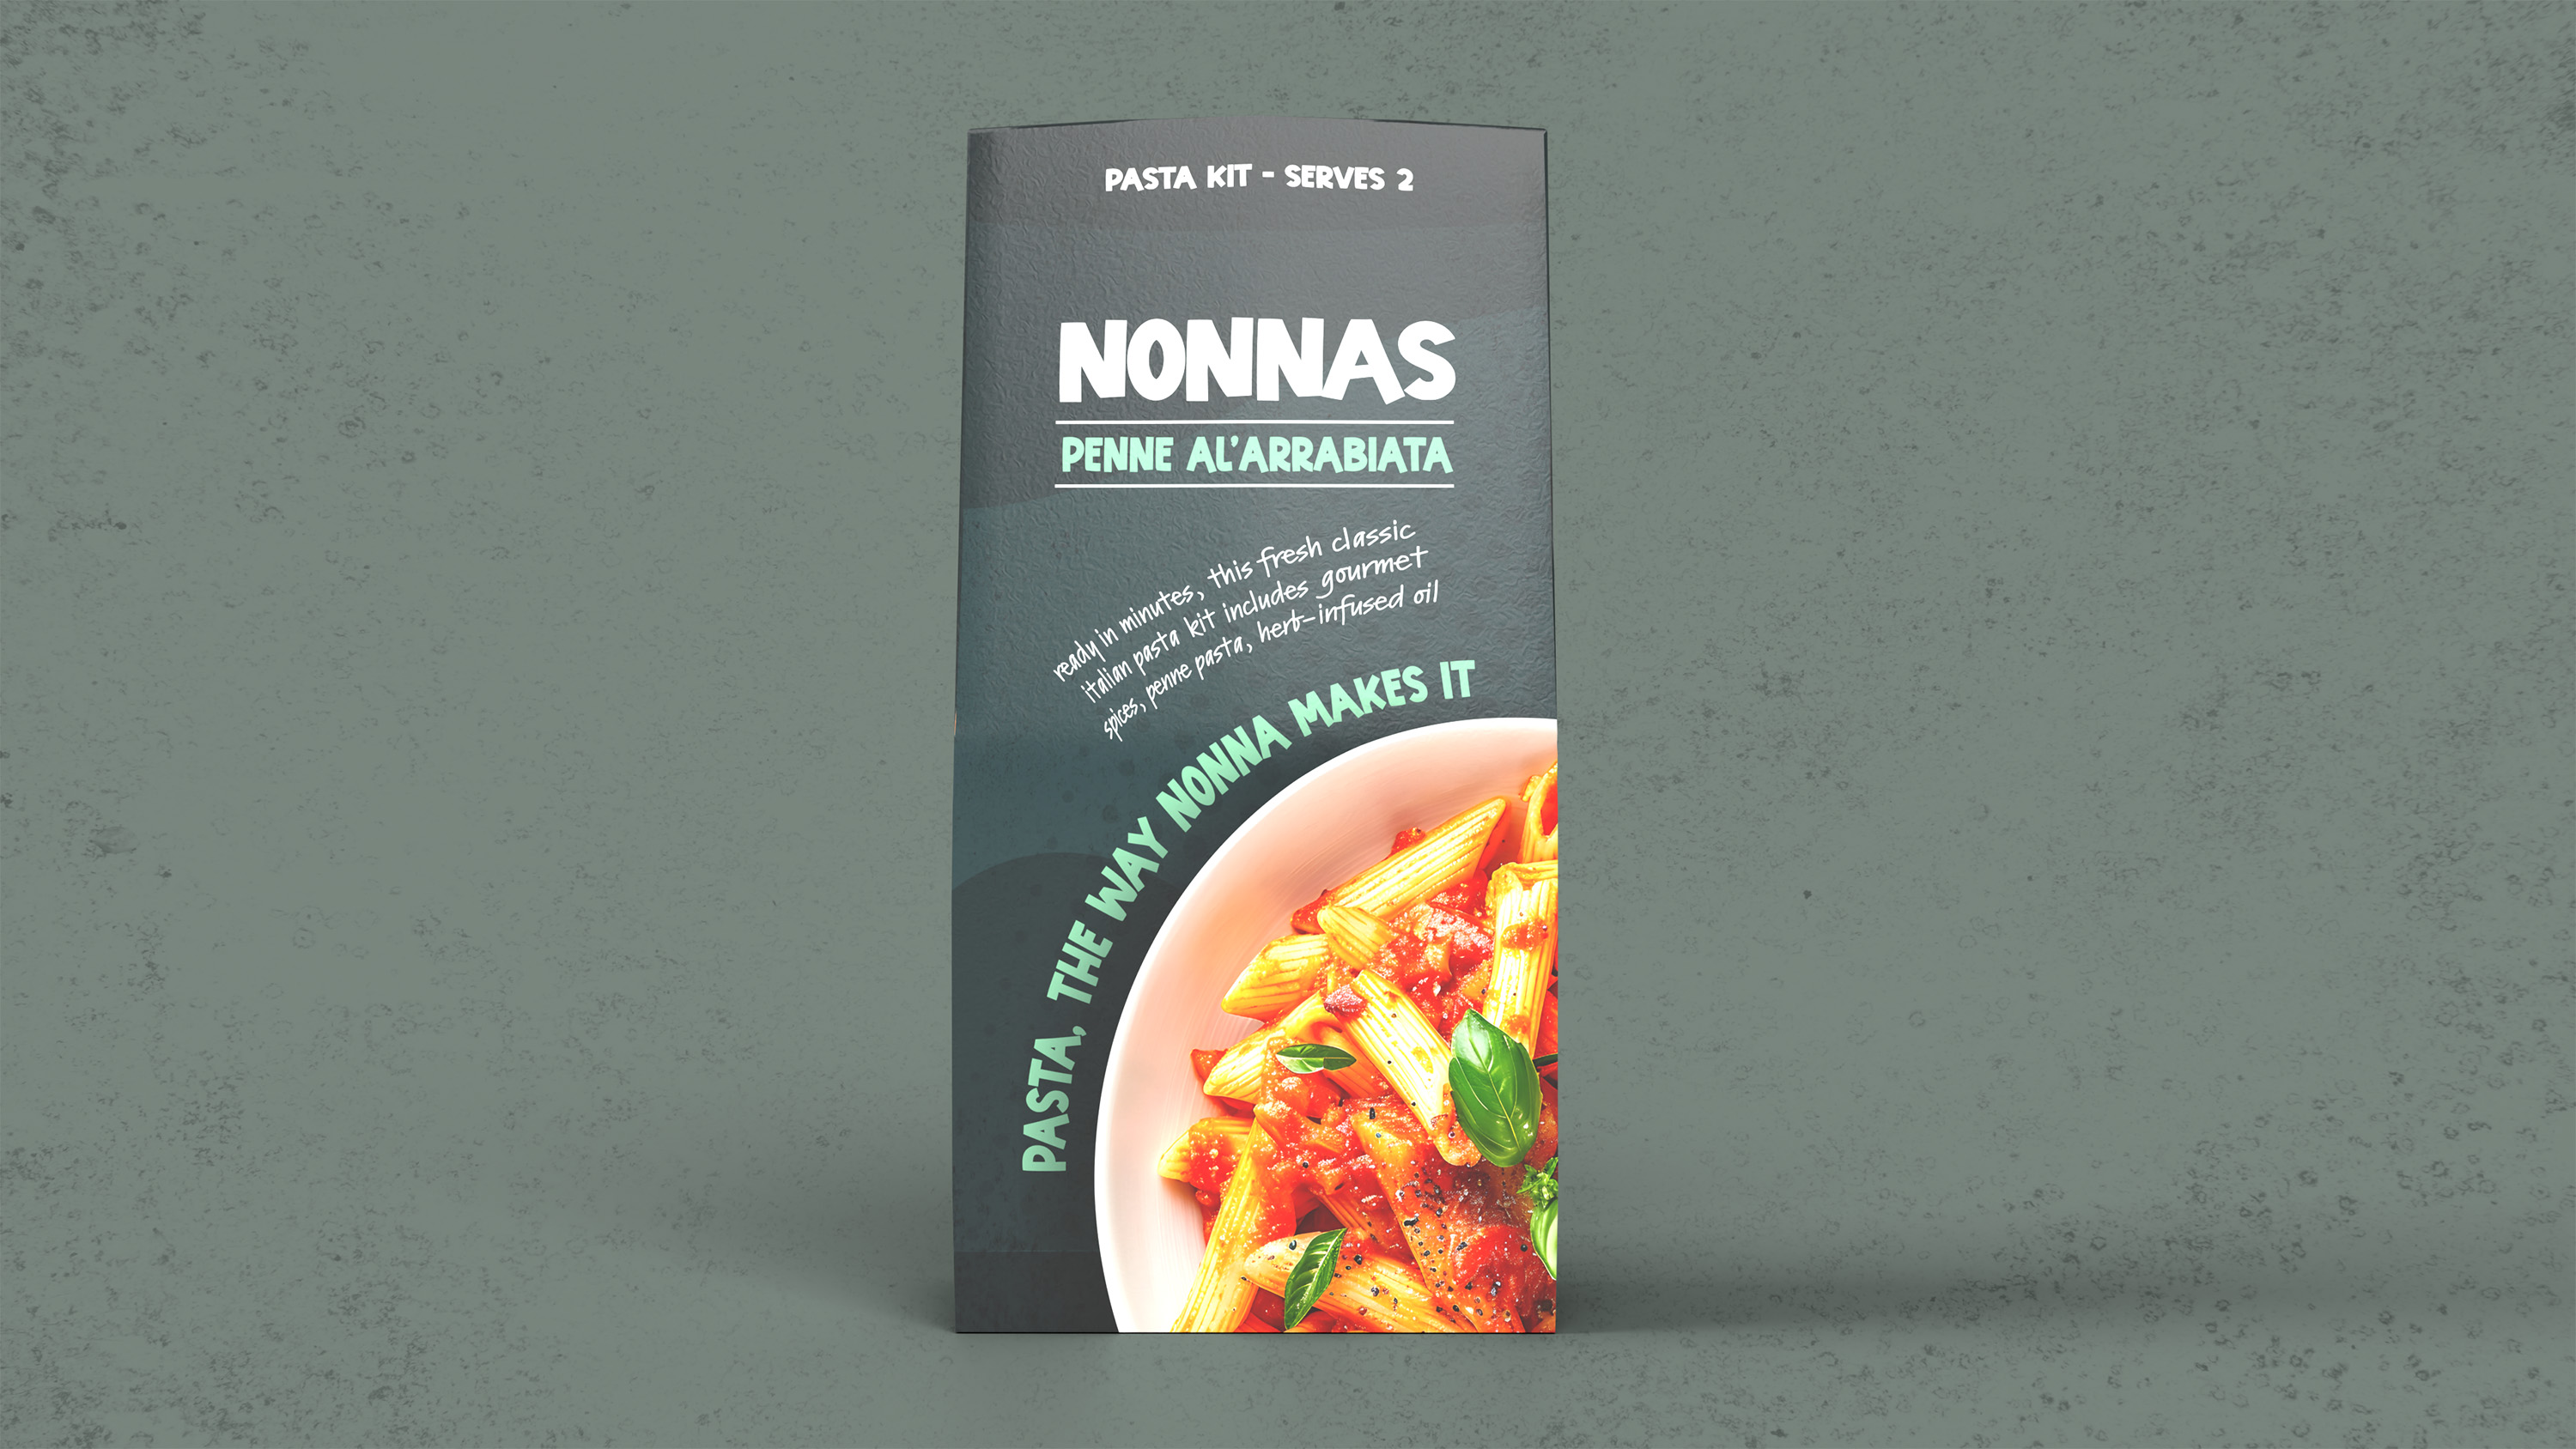 PASTA KIT - SERVES 2
NONNAS
PENNE AL'ARRABIATA
ready in minutes, this fresh classic
italian pasta kit includes gourmet
spices, penne pasta, herb-infused oil
PASTA, THE WAY NONNA MAKES IT